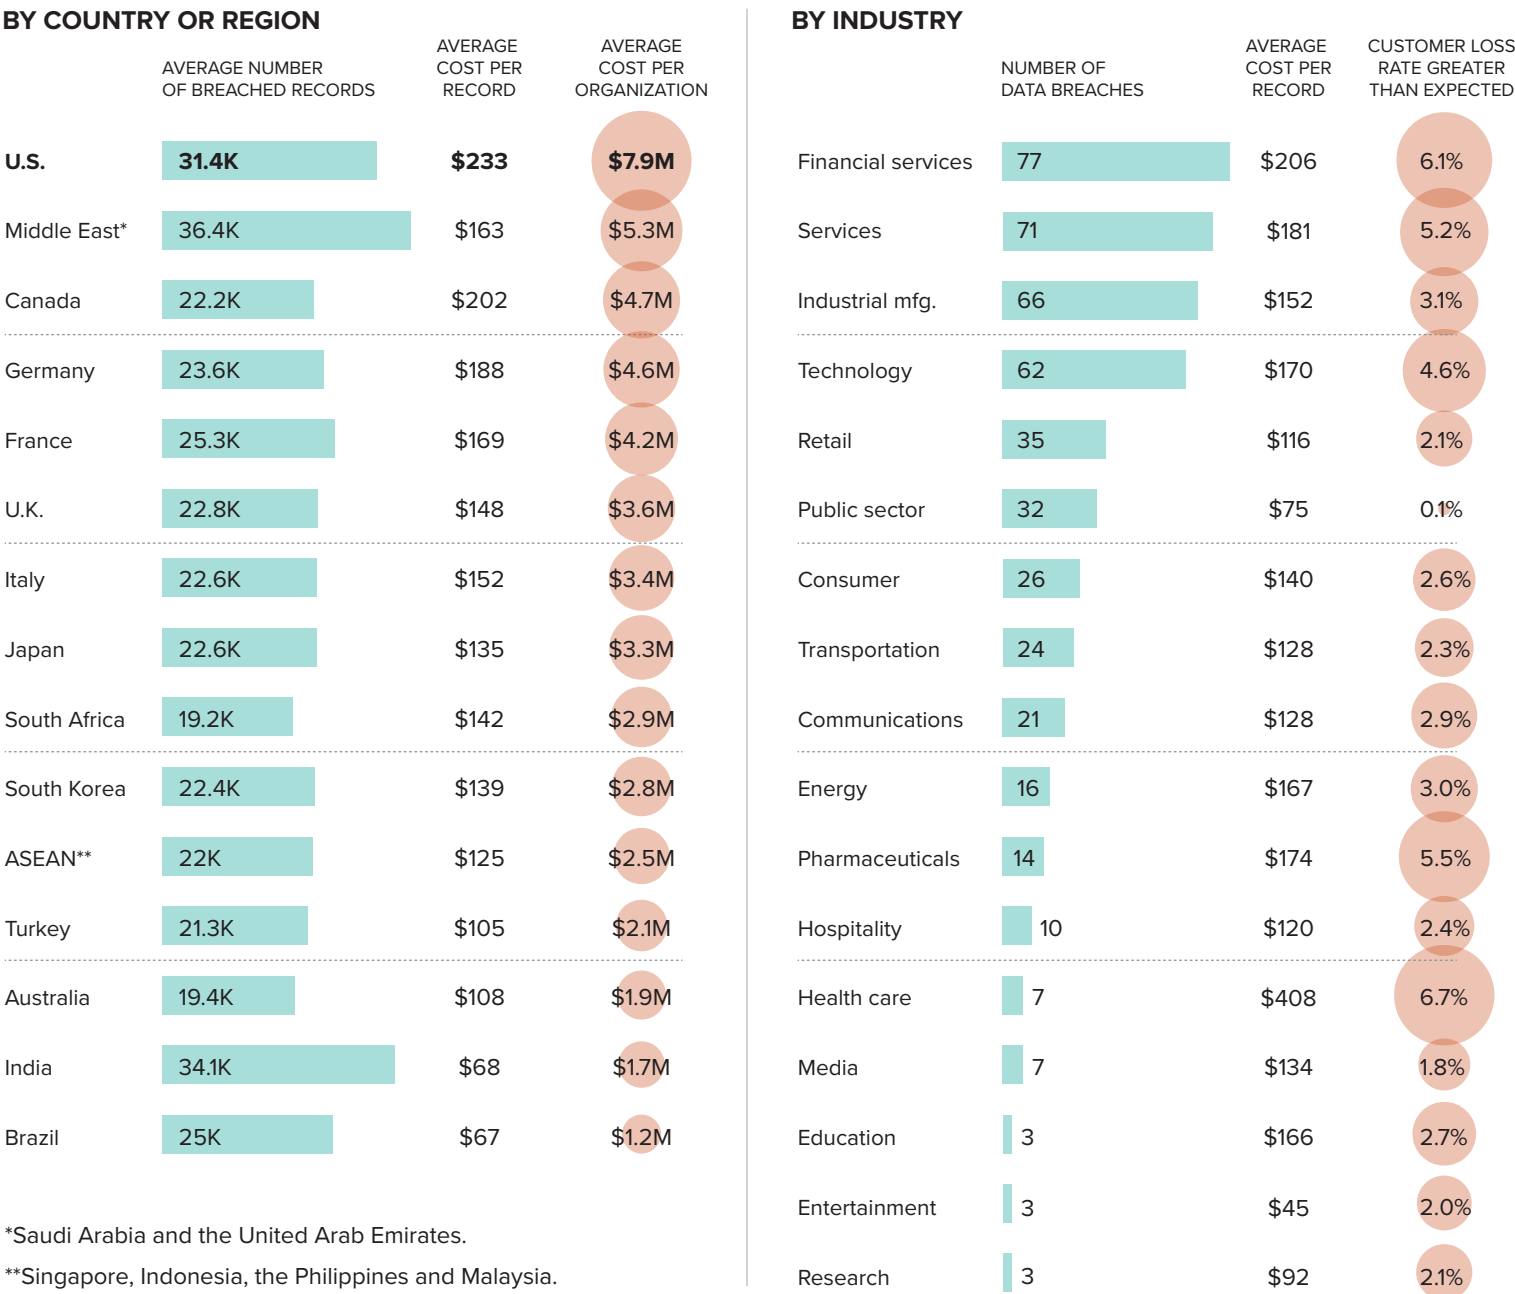 BY COUNTRY OR REGION
AVERAGE NUMBER
OF BREACHED RECORDS
AVERAGE
COST PER
RECORD
AVERAGE
COST PER
ORGANIZATION
U.S. 31.4K $233 $7.9M
Middle East* 36.4K $163 $5.3M
Canada 22.2K $202 $4.7M
Germany 23.6K $188 $4.6M
France 25.3K $169 $4.2M
U.K. 22.8K $148 $3.6M
Italy 22.6K $152 $3.4M
Japan 22.6K $135 $3.3M
South Africa 19.2K $142 $2.9M
South Korea 22.4K $139 $2.8M
ASEAN** 22K $125 $2.5M
Turkey 21.3K $105 $2.1M
Australia 19.4K $108 $1.9M
India 34.1K $68 $1.7M
Brazil 25K $67 $1.2M
*Saudi Arabia and the United Arab Emirates.
**Singapore, Indonesia, the Philippines and Malaysia.
BY INDUSTRY
NUMBER OF
DATA BREACHES
AVERAGE
COST PER
RECORD
CUSTOMER LOSS
RATE GREATER
THAN EXPECTED
Financial services 77 $206 6.1%
Services 71 $181 5.2%
Industrial mfg. 66 $152 3.1%
Technology 62 $170 4.6%
Retail 35 $116 2.1%
Public sector 32 $75 0.1%
Consumer 26 $140 2.6%
Transportation 24 $128 2.3%
Communications 21 $128 2.9%
Energy 16 $167 3.0%
Pharmaceuticals 14 $174 5.5%
Hospitality 10 $120 2.4%
Health care 7 $408 6.7%
Media 7 $134 1.8%
Education 3 $166 2.7%
Entertainment 3 $45 2.0%
Research 3 $92 2.1%